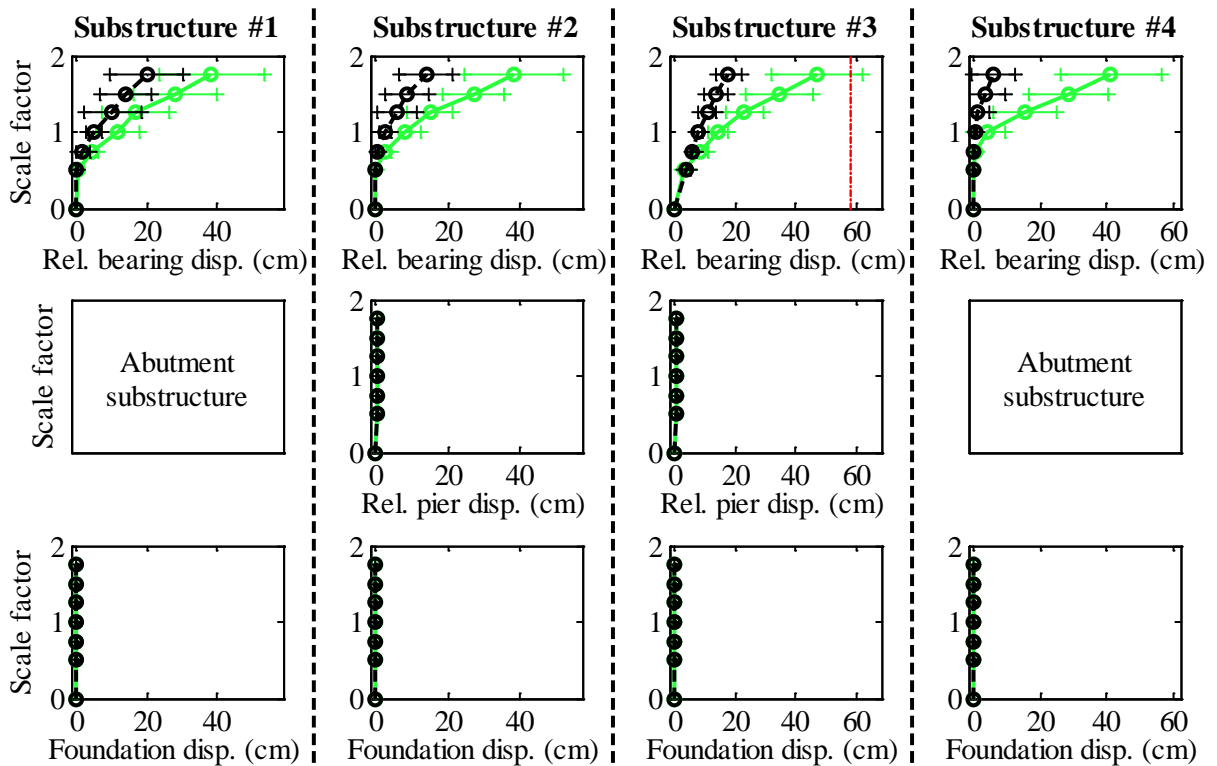 Substructure #1 Substructure #2 Substructure #3 Substructure #4
Scale factor
2
1
0
0 20 40
Rel. bearing disp. (cm)
2
1
0
0 20 40
Rel. bearing disp. (cm)
2
1
0
0 20 40 60
Rel. bearing disp. (cm)
2
1
0
0 20 40 60
Rel. bearing disp. (cm)
Scale factor
Abutment
substructure
2
1
0
0 20 40
Rel. pier disp. (cm)
2
1
0
0 20 40 60
Rel. pier disp. (cm)
Abutment
substructure
Scale factor
2
1
0
0 20 40
Foundation disp. (cm)
2
1
0
0 20 40
Foundation disp. (cm)
2
1
0
0 20 40 60
Foundation disp. (cm)
2
1
0
0 20 40 60
Foundation disp. (cm)